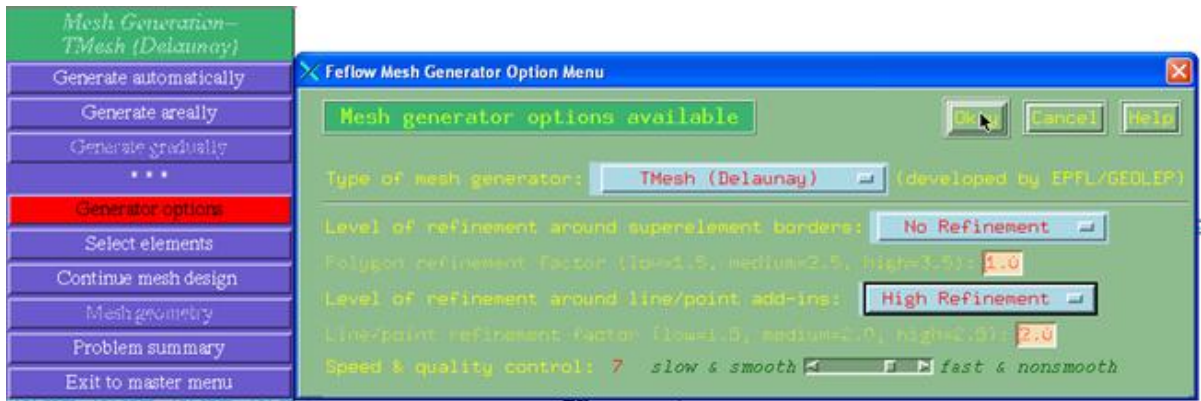 Mesh Generation–
TMesh (Delaunay)
Generate automatically
Generate areally
Generate gradually
* * *
Generator options
Select elements
Continue mesh design
Mesh geometry
Problem summary
Exit to master menu
Feflow Mesh Generator Option Menu
Mesh generator options available
Okay Cancel Help
Type of mesh generator: TMesh (Delaunay) (developed by EPFL/GEOLEP)
Level of refinement around superelement borders: No Refinement
Polygon refinement factor (low=1.5, medium=2.5, high=3.5): 1.0
Level of refinement around line/point add-ins: High Refinement
Line/point refinement factor (low=1.5, medium=2.0, high=2.5): 2.0
Speed & quality control: 7 slow & smooth fast & nonsmooth